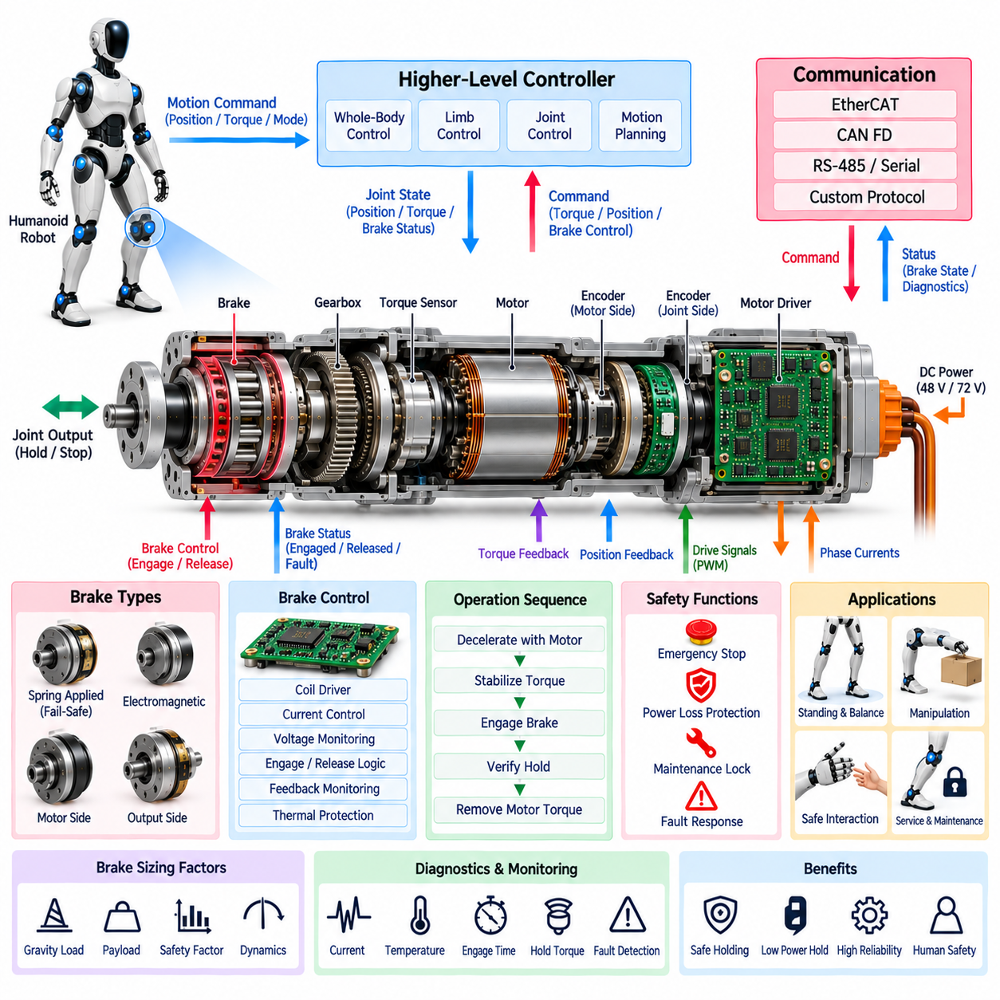 Higher-Level Controller
Whole-Body
Control
Limb
Control
Joint
Control
Motion
Planning
Motion Command
(Position / Torque / Mode)
Humanoid
Robot
Joint State
(Position / Torque /
Brake Status)
Command
(Torque / Position /
Brake Control)
Communication
EtherCAT
CAN FD
RS-485 / Serial
Custom Protocol
Command
Status
(Brake State /
Diagnostics)
Brake
Gearbox
Torque Sensor
Motor
Encoder
(Motor Side)
Encoder
(Joint Side)
Motor Driver
DC Power
(48 V / 72 V)
Joint Output
(Hold / Stop)
Brake Control
(Engage / Release)
Brake Status
(Engaged / Released /
Fault)
Torque Feedback
Position Feedback
Drive Signals
(PWM)
Phase Currents
Brake Types
Spring Applied
(Fail-Safe)
Electromagnetic
Motor Side
Output Side
Brake Control
Coil Driver
Current Control
Voltage Monitoring
Engage / Release Logic
Feedback Monitoring
Thermal Protection
Operation Sequence
Decelerate with Motor
Stabilize Torque
Engage Brake
Verify Hold
Remove Motor Torque
Safety Functions
Emergency Stop
Power Loss Protection
Maintenance Lock
Fault Response
Applications
Standing & Balance
Manipulation
Safe Interaction
Service & Maintenance
Brake Sizing Factors
Gravity Load
Payload
Safety Factor
Dynamics
Diagnostics & Monitoring
Current
Temperature
Engage Time
Hold Torque
Fault Detection
Benefits
Safe Holding
Low Power Hold
High Reliability
Human Safety